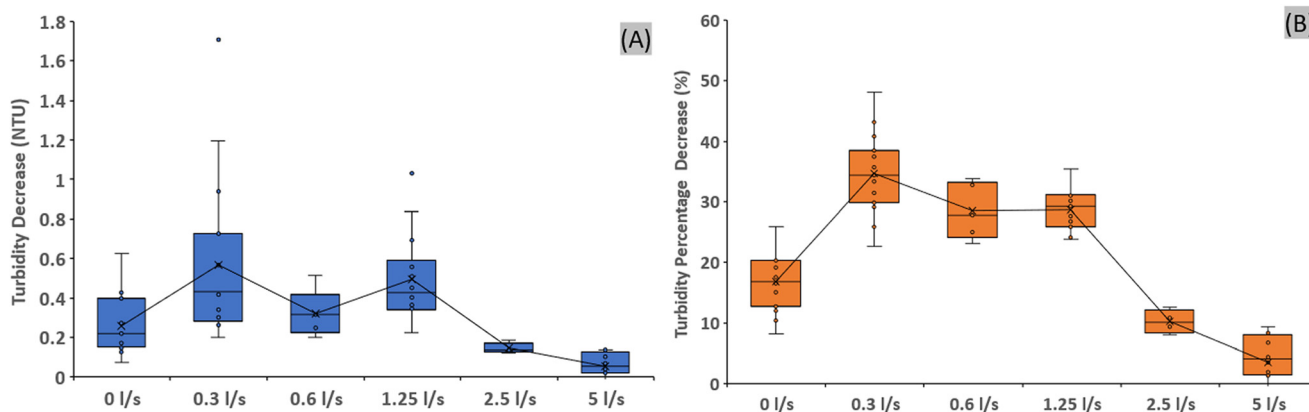 (A)
Turbidity Decrease (NTU)
1.8
1.6
1.4
1.2
1
0.8
0.6
0.4
0.2
0
0 l/s 0.3 l/s 0.6 l/s 1.25 l/s 2.5 l/s 5 l/s
(B)
Turbidity Percentage Decrease (%)
60
50
40
30
20
10
0
0 l/s 0.3 l/s 0.6 l/s 1.25 l/s 2.5 l/s 5 l/s